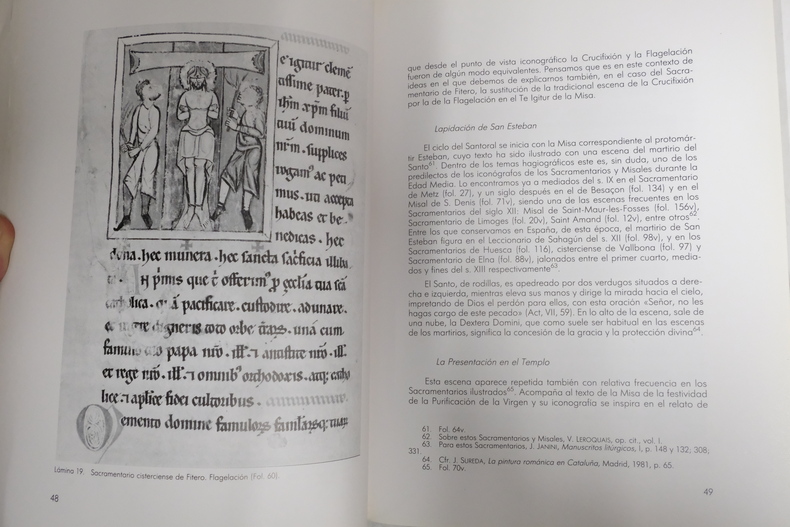 e igitur cleme
assime pater. p
ihm xpm filiu
tuu dominum
nrm. supplices
rogam' ac peti
mus. uti accepta
habeas et be
nedicas. hec
dona. hec munera. hec sancta sacficia illiba
primis que offerim' p ecclia tua sca
catholica. pacificare. custodire. adunare.
et regere digneris toto orbe trarr. una cum
famulo tuo papa nro. ill. antistite nro. ill.
et rege nro. ill. omnib' orthodoxis. atq; catho
lice aplice fidei cultoribus.
emento domine famulor famlarq; tuar
Lámina 19. Sacramentario cisterciense de Fitero. Flagelación (Fol. 60).
48
que desde el punto de vista iconográfico la Crucifixión y la Flagelación
fueron de algún modo equivalentes. Pensamos que es en este contexto de
ideas en el que debemos de explicarnos también, en el caso del Sacra-
mentario de Fitero, la sustitución de la tradicional escena de la Crucifixión
por la de la Flagelación en el Te Igitur de la Misa.
Lapidación de San Esteban
El ciclo del Santoral se inicia con la Misa correspondiente al protomár-
tir Esteban, cuyo texto ha sido ilustrado con una escena del martirio del
Santo61. Dentro de los temas hagiográficos este es, sin duda, uno de los
predilectos de los iconógrafos de los Sacramentarios y Misales durante la
Edad Media. Lo encontramos ya a mediados del s. IX en el Sacramentario
de Metz (fol. 27), y un siglo después en el de Besaçon (fol. 134) y en el
Misal de S. Denis (fol. 71v), siendo una de las escenas frecuentes en los
Sacramentarios del siglo XII: Misal de Saint-Maur-les-Fosses (fol. 156v),
Sacramentario de Limoges (fol. 20v), Saint Amand (fol. 12v), entre otros62.
Entre los que conservamos en España, de esta época, el martirio de San
Esteban figura en el Leccionario de Sahagún del s. XII (fol. 98v), y en los
Sacramentarios de Huesca (fol. 116), cisterciense de Vallbona (fol. 97) y
Sacramentario de Elna (fol. 88v), jalonados entre el primer cuarto, media-
dos y fines del s. XIII respectivamente63.
El Santo, de rodillas, es apedreado por dos verdugos situados a dere-
cha e izquierda, mientras eleva sus manos y dirige la mirada hacia el cielo,
impretando de Dios el perdón para ellos, con esta oración «Señor, no les
hagas cargo de este pecado» (Act, VII, 59). En lo alto de la escena, sale de
una nube, la Dextera Domini, que como suele ser habitual en las escenas
de los martirios, significa la concesión de la gracia y la protección divina64.
La Presentación en el Templo
Esta escena aparece repetida también con relativa frecuencia en los
Sacramentarios ilustrados65. Acompaña al texto de la Misa de la festividad
de la Purificación de la Virgen y su iconografía se inspira en el relato de
61. Fol. 64v.
62. Sobre estos Sacramentarios y Misales, V. LEROQUAIS, op. cit., vol. I.
63. Para estos Sacramentarios, J. JANINI, Manuscritos litúrgicos, I, p. 148 y 132; 308;
331.
64. Cfr. J. SUREDA, La pintura románica en Cataluña, Madrid, 1981, p. 65.
65. Fol. 70v.
49